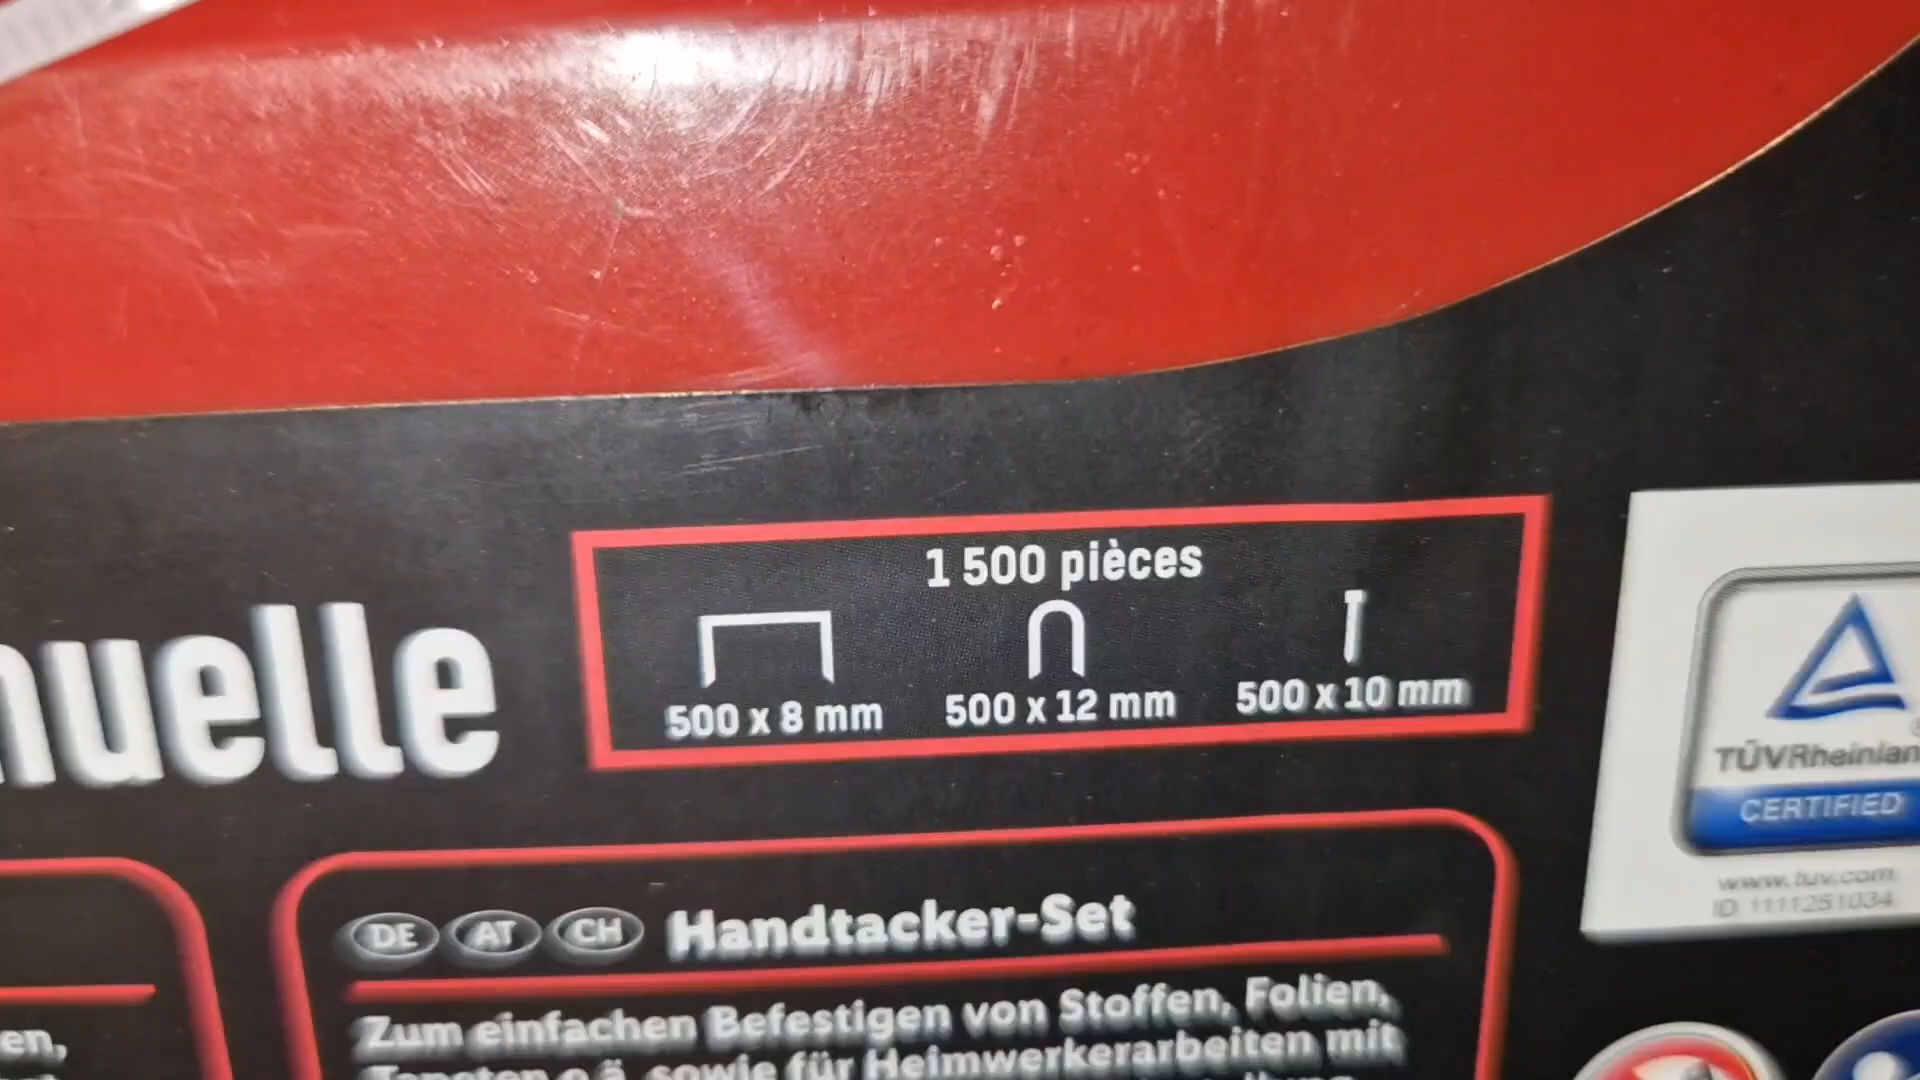 1 500 pièces
500 x 8 mm 500 x 12 mm 500 x 10 mm
TÜVRheinlan
CERTIFIED
www.tuv.com
ID 1111251034
DE AT CH Handtacker-Set
Zum einfachen Befestigen von Stoffen, Folien,
sowie für Heimwerkerarbeiten mit
nuelle
en,